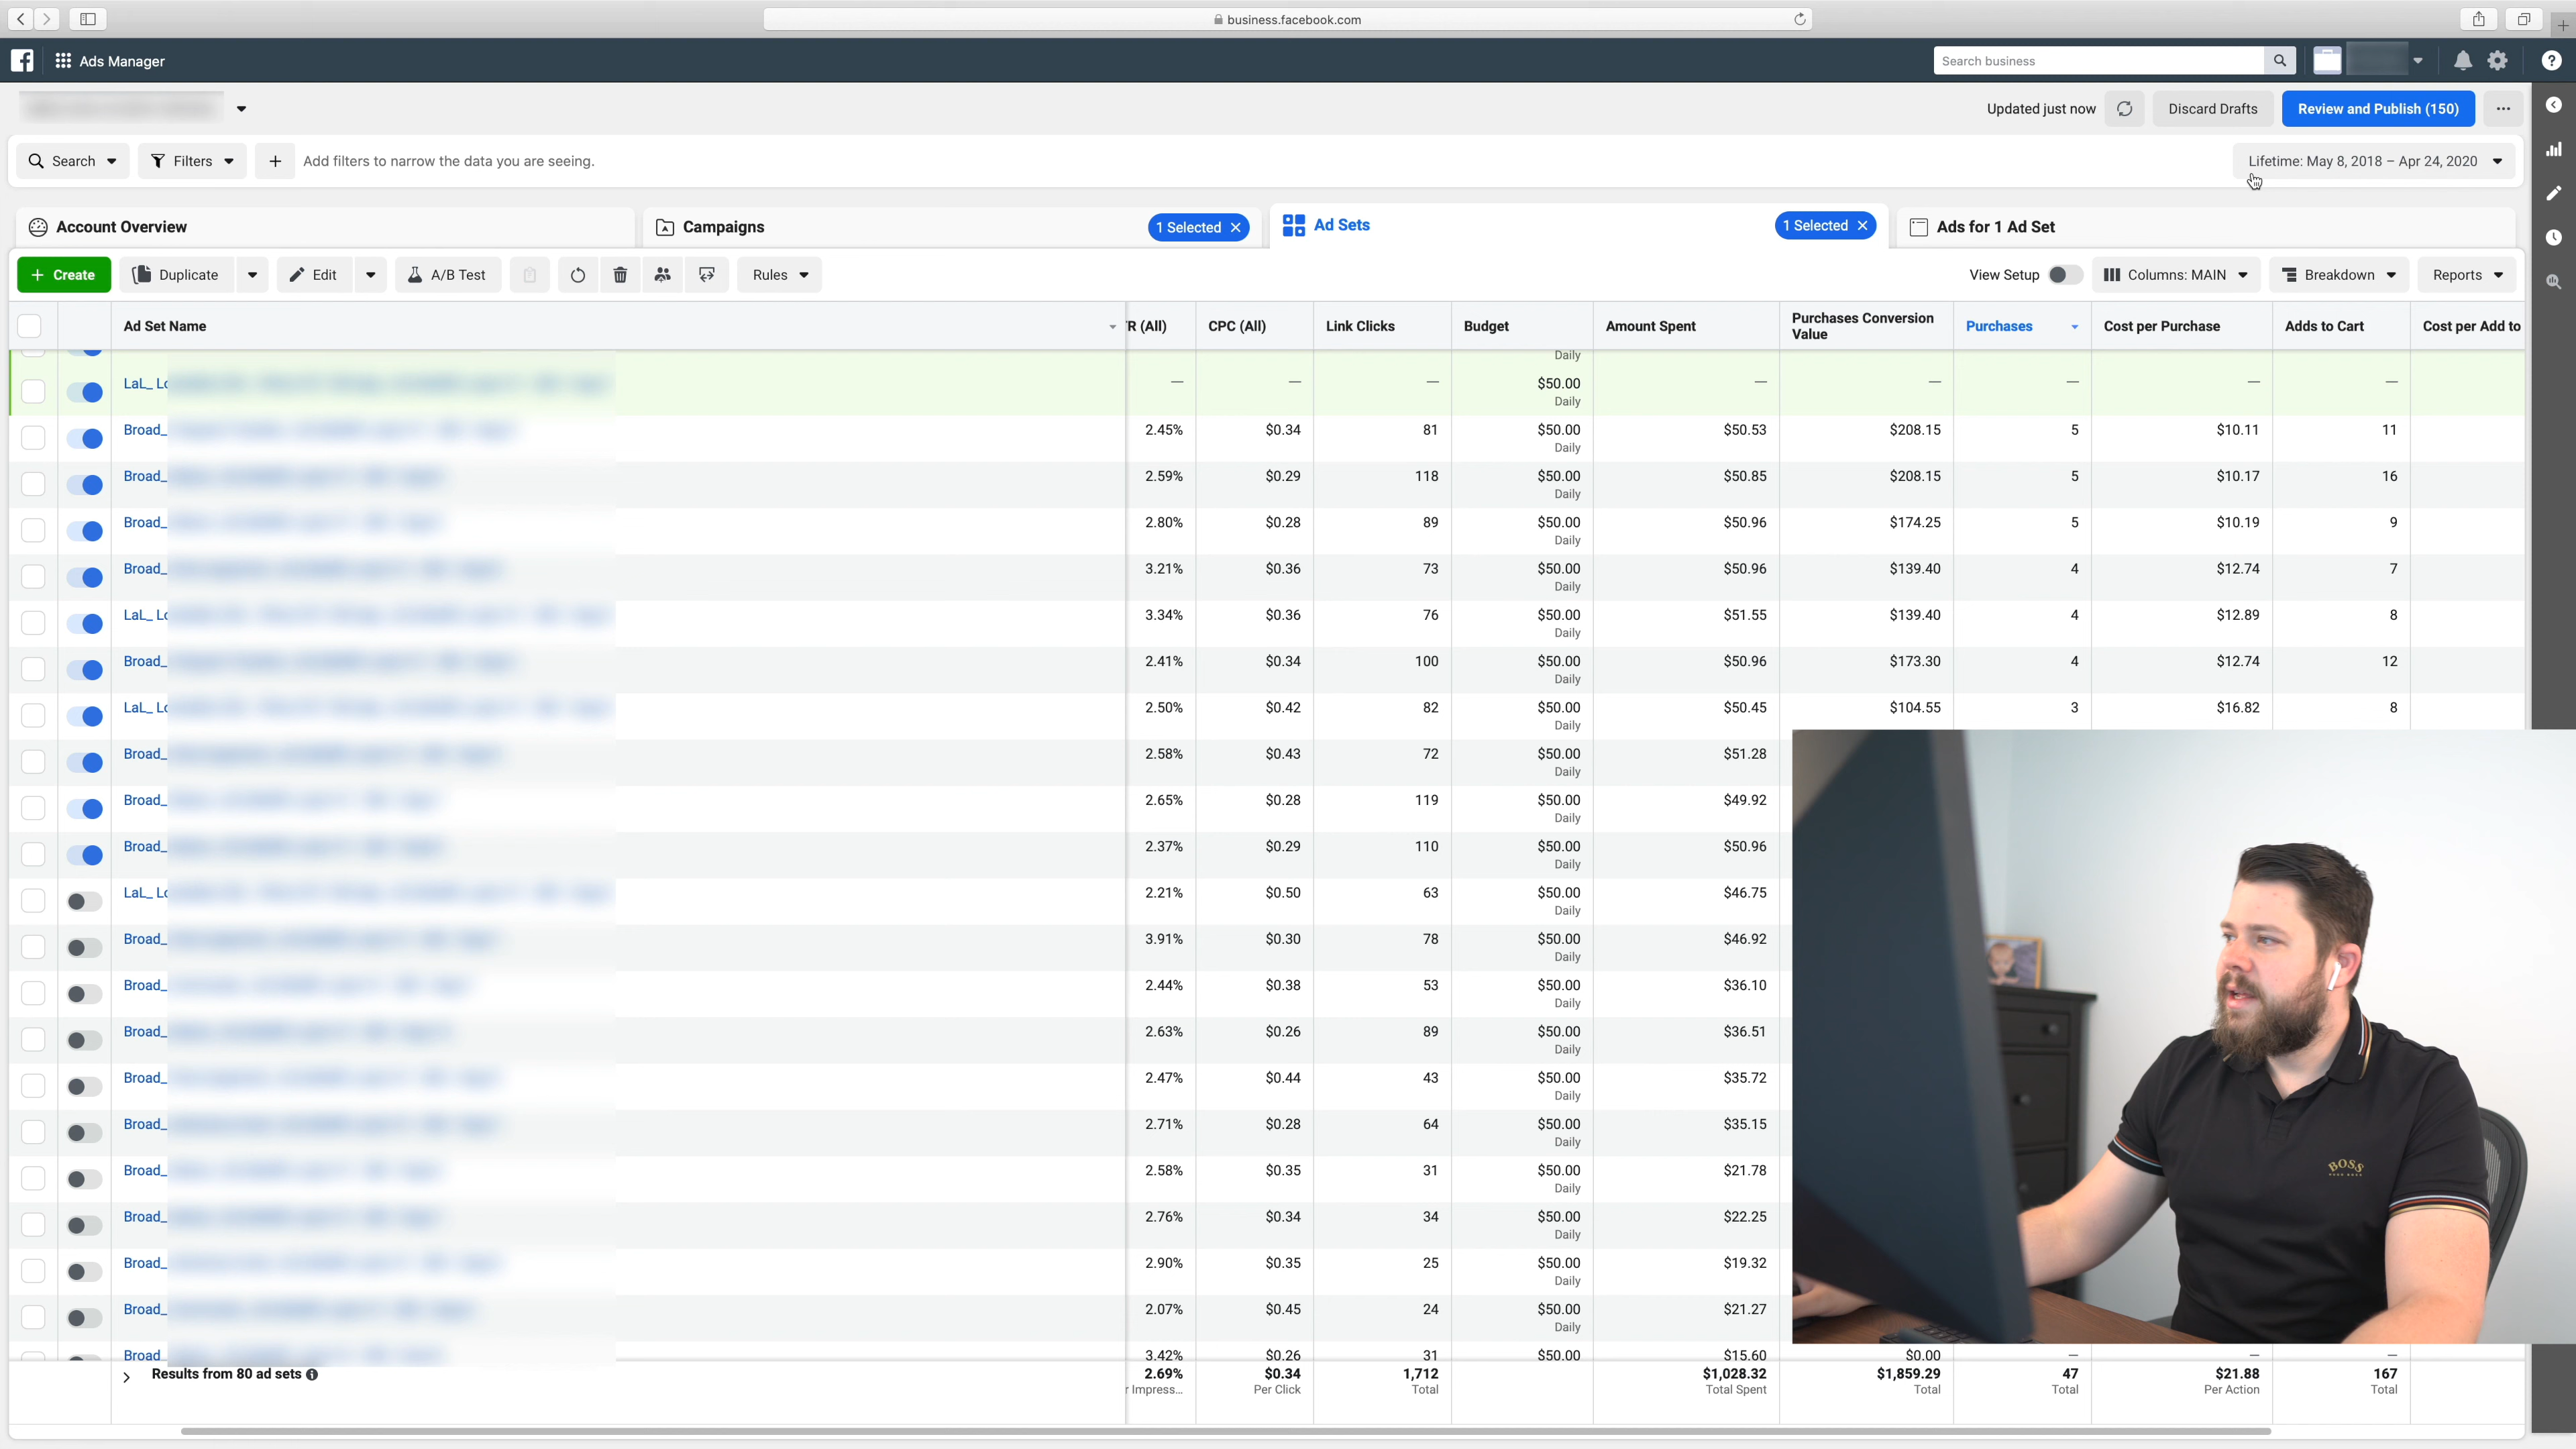 business.facebook.com
Ads Manager
Search business
Updated just now
Discard Drafts
Review and Publish (150)
Search
Filters
Add filters to narrow the data you are seeing.
Lifetime: May 8, 2018 – Apr 24, 2020
Account Overview
Campaigns
1 Selected
Ad Sets
1 Selected
Ads for 1 Ad Set
+ Create
Duplicate
Edit
A/B Test
Rules
View Setup
Columns: MAIN
Breakdown
Reports
Ad Set Name R (All) CPC (All) Link Clicks Budget Amount Spent Purchases Conversion Value Purchases Cost per Purchase Adds to Cart Cost per Add to
Daily
LaL_ Lo — — — $50.00 — — — — —
Daily
Broad_ 2.45% $0.34 81 $50.00 $50.53 $208.15 5 $10.11 11
Daily
Broad_ 2.59% $0.29 118 $50.00 $50.85 $208.15 5 $10.17 16
Daily
Broad_ 2.80% $0.28 89 $50.00 $50.96 $174.25 5 $10.19 9
Daily
Broad_ 3.21% $0.36 73 $50.00 $50.96 $139.40 4 $12.74 7
Daily
LaL_ Lo 3.34% $0.36 76 $50.00 $51.55 $139.40 4 $12.89 8
Daily
Broad_ 2.41% $0.34 100 $50.00 $50.96 $173.30 4 $12.74 12
Daily
LaL_ Lo 2.50% $0.42 82 $50.00 $50.45 $104.55 3 $16.82 8
Daily
Broad_ 2.58% $0.43 72 $50.00 $51.28
Daily
Broad_ 2.65% $0.28 119 $50.00 $49.92
Daily
Broad_ 2.37% $0.29 110 $50.00 $50.96
Daily
LaL_ Lo 2.21% $0.50 63 $50.00 $46.75
Daily
Broad_ 3.91% $0.30 78 $50.00 $46.92
Daily
Broad_ 2.44% $0.38 53 $50.00 $36.10
Daily
Broad_ 2.63% $0.26 89 $50.00 $36.51
Daily
Broad_ 2.47% $0.44 43 $50.00 $35.72
Daily
Broad_ 2.71% $0.28 64 $50.00 $35.15
Daily
Broad_ 2.58% $0.35 31 $50.00 $21.78
Daily
Broad_ 2.76% $0.34 34 $50.00 $22.25
Daily
Broad_ 2.90% $0.35 25 $50.00 $19.32
Daily
Broad_ 2.07% $0.45 24 $50.00 $21.27
Daily
Broad 3.42% $0.26 31 $50.00 $15.60 $0.00 — — —
Results from 80 ad sets 2.69% $0.34 1,712 $1,028.32 $1,859.29 47 $21.88 167
r Impress... Per Click Total Total Spent Total Total Per Action Total
BOSS
HUGO BOSS